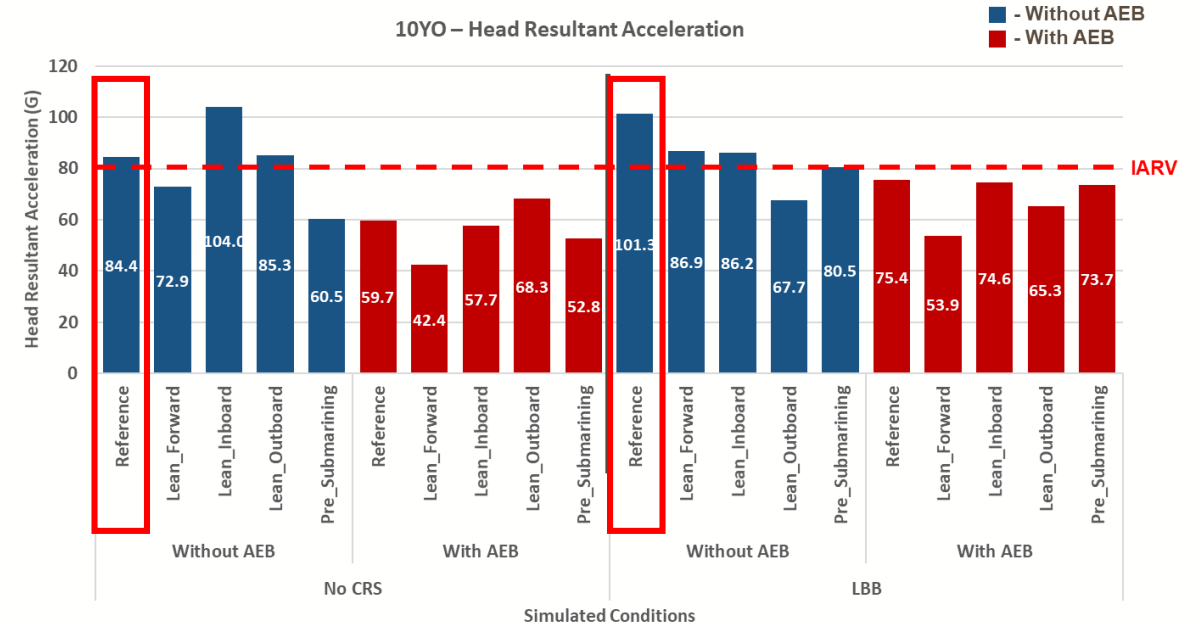 10YO – Head Resultant Acceleration
- Without AEB
- With AEB
Head Resultant Acceleration (G)
120
100
80
60
40
20
0
IARV
84.4
72.9
104.0
85.3
60.5
59.7
42.4
57.7
68.3
52.8
101.3
86.9
86.2
67.7
80.5
75.4
53.9
74.6
65.3
73.7
Reference
Lean_Forward
Lean_Inboard
Lean_Outboard
Pre_Submarining
Reference
Lean_Forward
Lean_Inboard
Lean_Outboard
Pre_Submarining
Reference
Lean_Forward
Lean_Inboard
Lean_Outboard
Pre_Submarining
Reference
Lean_Forward
Lean_Inboard
Lean_Outboard
Pre_Submarining
Without AEB
With AEB
Without AEB
With AEB
No CRS
LBB
Simulated Conditions